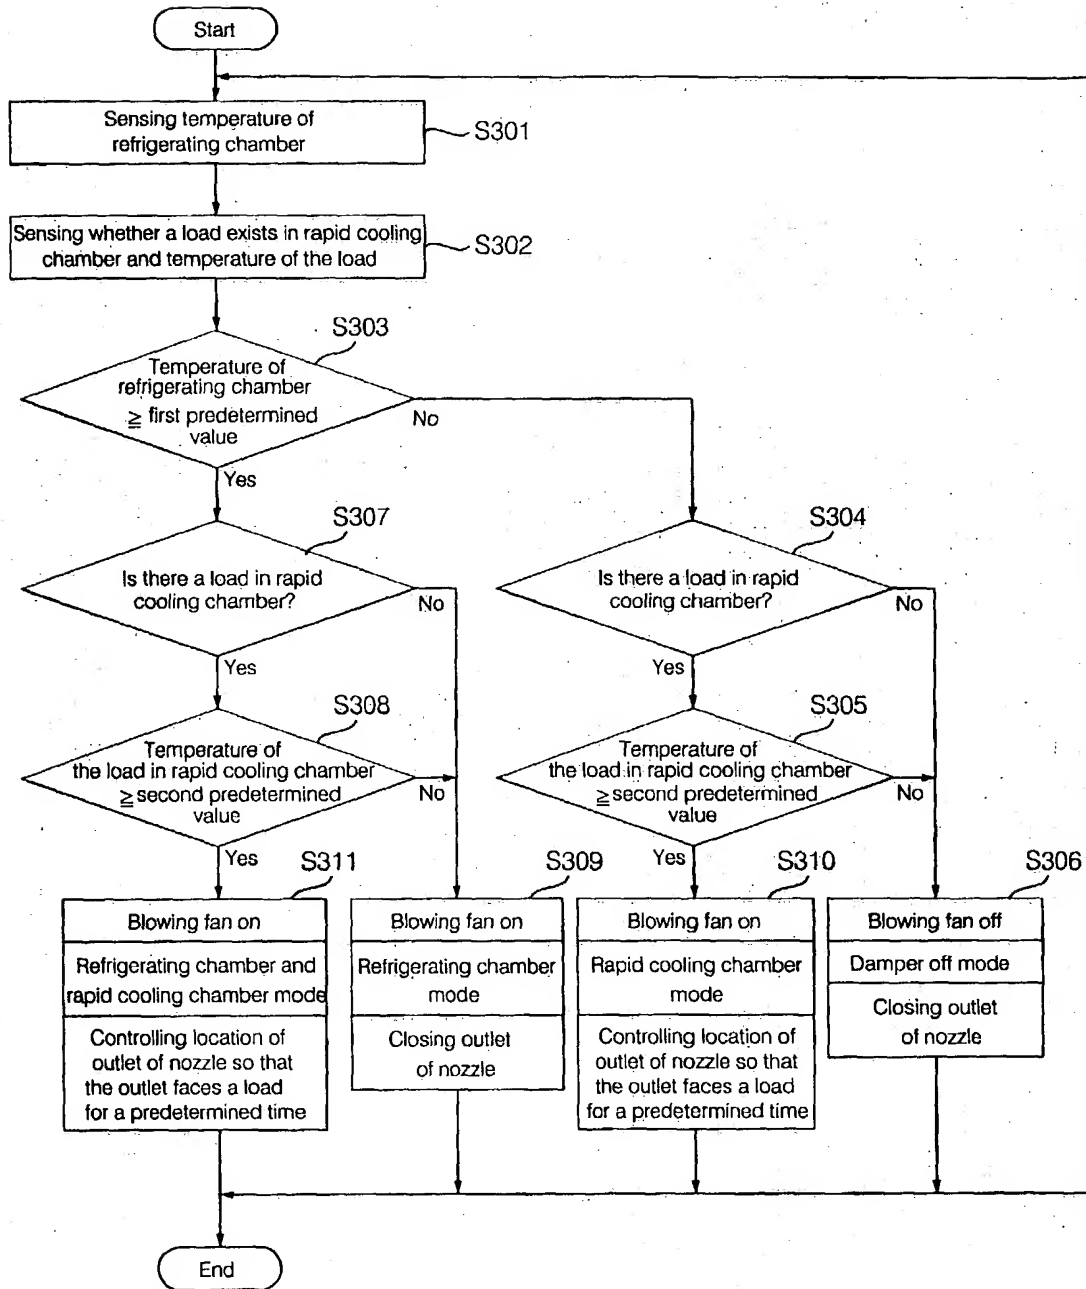 Start
Sensing temperature of
refrigerating chamber
S301
Sensing whether a load exists in rapid cooling
chamber and temperature of the load
S302
S303
Temperature of
refrigerating chamber
≧ first predetermined
value
No
Yes
S307
Is there a load in rapid
cooling chamber?
No
Yes
S304
Is there a load in rapid
cooling chamber?
No
Yes
S308
Temperature of
the load in rapid cooling chamber
≧ second predetermined
value
No
Yes
S305
Temperature of
the load in rapid cooling chamber
≧ second predetermined
value
No
Yes
S311
Blowing fan on
Refrigerating chamber and
rapid cooling chamber mode
Controlling location of
outlet of nozzle so that
the outlet faces a load
for a predetermined time
S309
Blowing fan on
Refrigerating chamber
mode
Closing outlet
of nozzle
S310
Blowing fan on
Rapid cooling chamber
mode
Controlling location of
outlet of nozzle so that
the outlet faces a load
for a predetermined time
S306
Blowing fan off
Damper off mode
Closing outlet
of nozzle
End